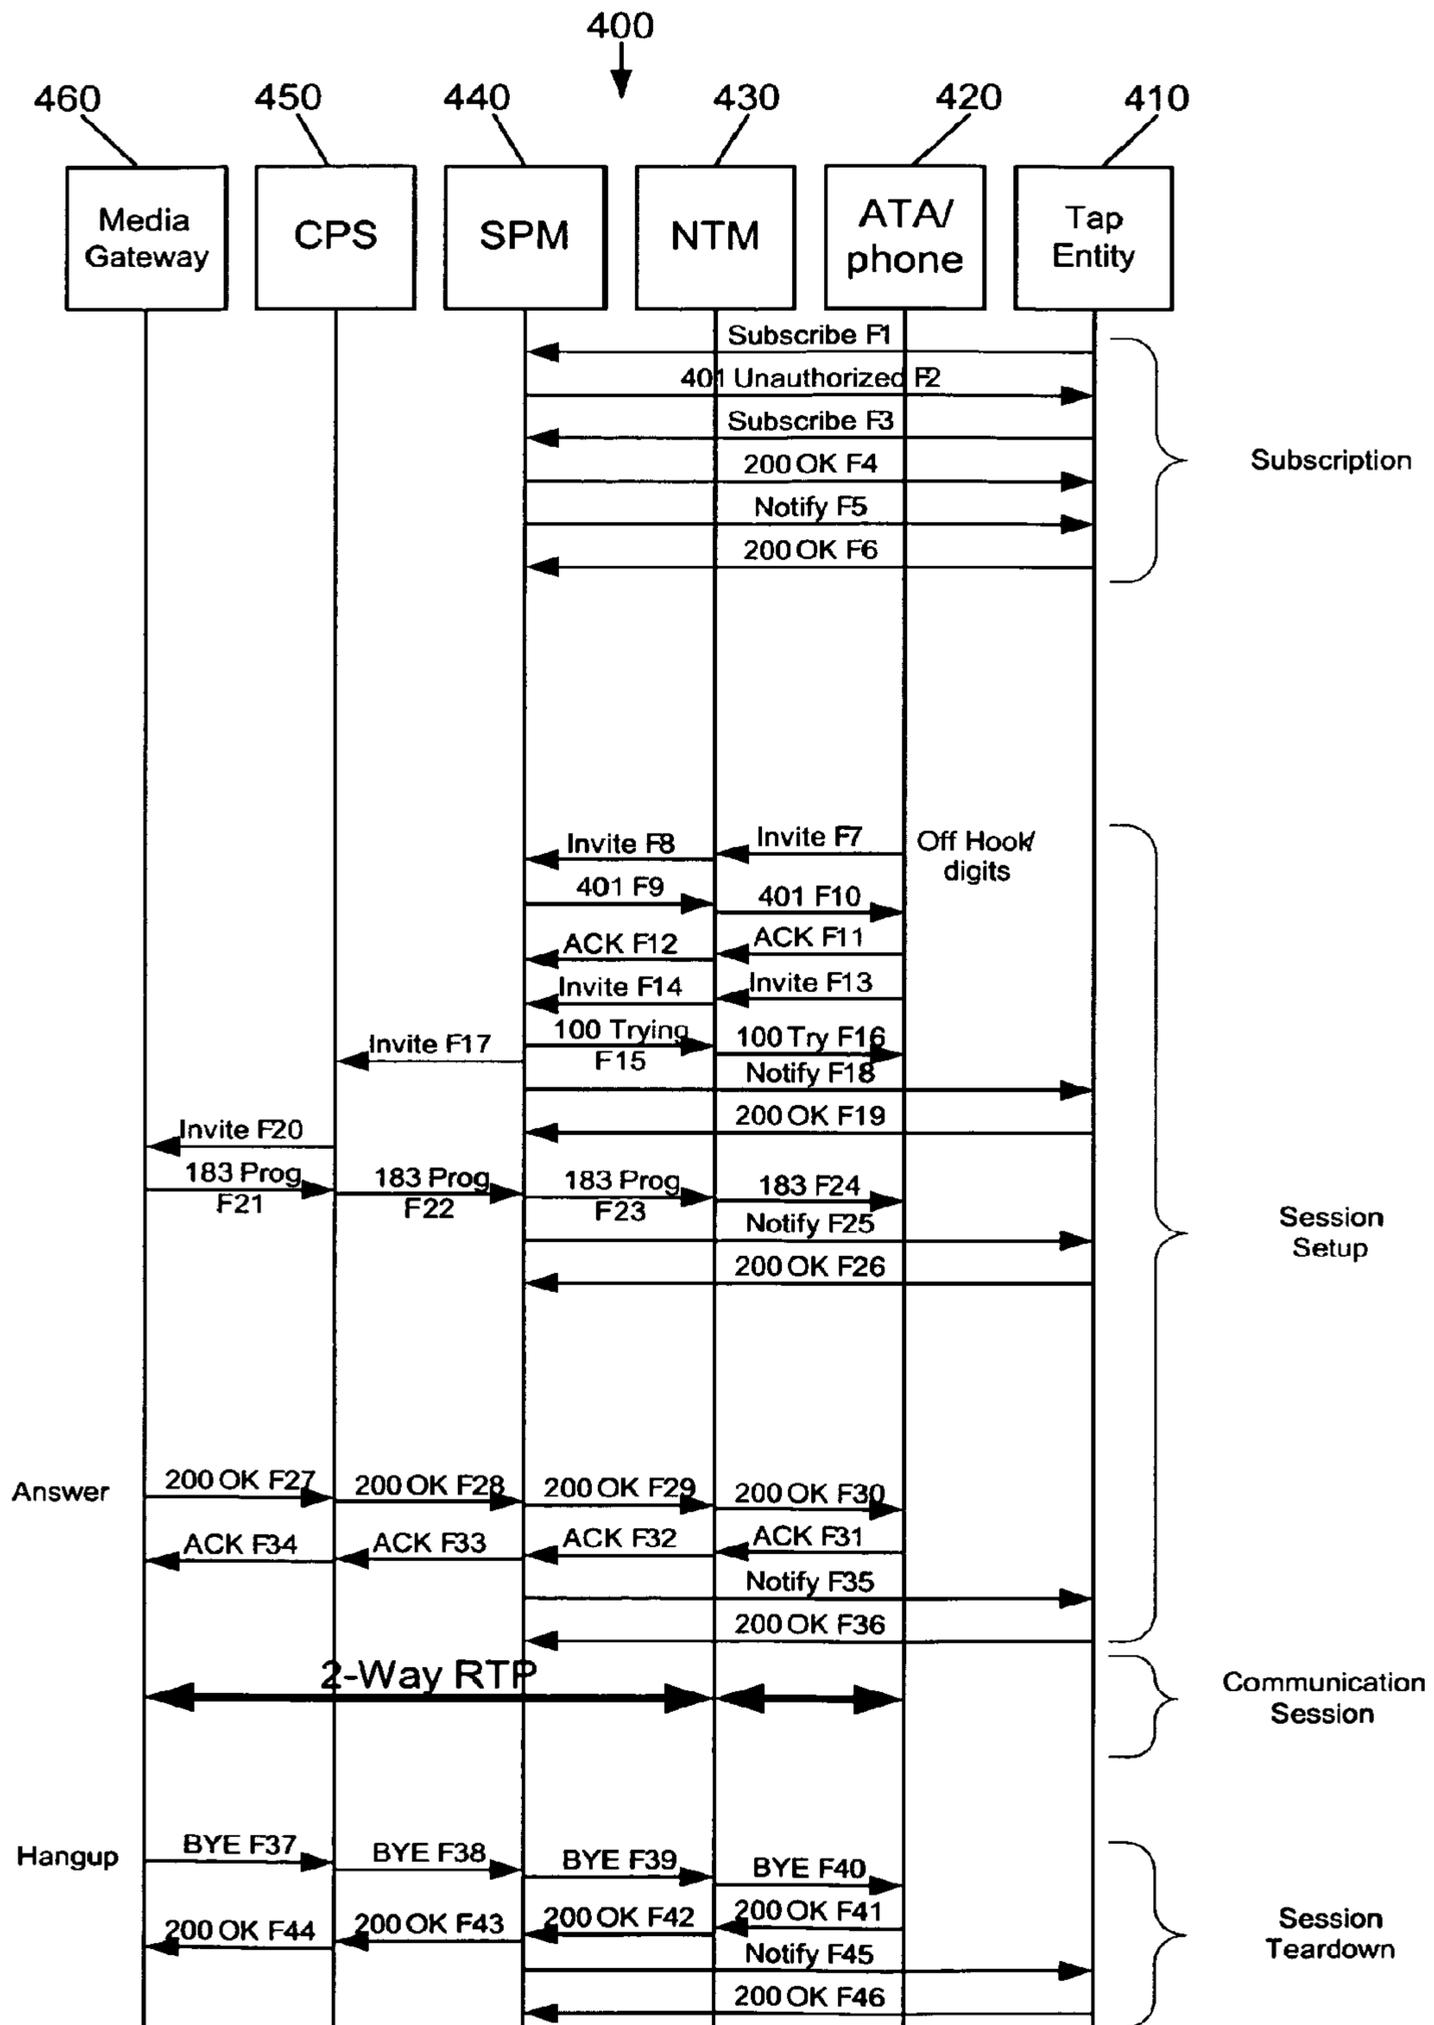 400
460
450
440
430
420
410
Media
Gateway
CPS
SPM
NTM
ATA/
phone
Tap
Entity
Subscribe F1
401 Unauthorized F2
Subscribe F3
200 OK F4
Notify F5
200 OK F6
Subscription
Invite F8
Invite F7
Off Hook/
digits
401 F9
401 F10
ACK F12
ACK F11
Invite F14
Invite F13
Invite F17
100 Trying
F15
100 Try F16
Notify F18
200 OK F19
Invite F20
183 Prog
F21
183 Prog
F22
183 Prog
F23
183 F24
Notify F25
200 OK F26
Session
Setup
Answer
200 OK F27
200 OK F28
200 OK F29
200 OK F30
ACK F34
ACK F33
ACK F32
ACK F31
Notify F35
200 OK F36
2-Way RTP
Communication
Session
Hangup
BYE F37
BYE F38
BYE F39
BYE F40
200 OK F44
200 OK F43
200 OK F42
200 OK F41
Notify F45
200 OK F46
Session
Teardown